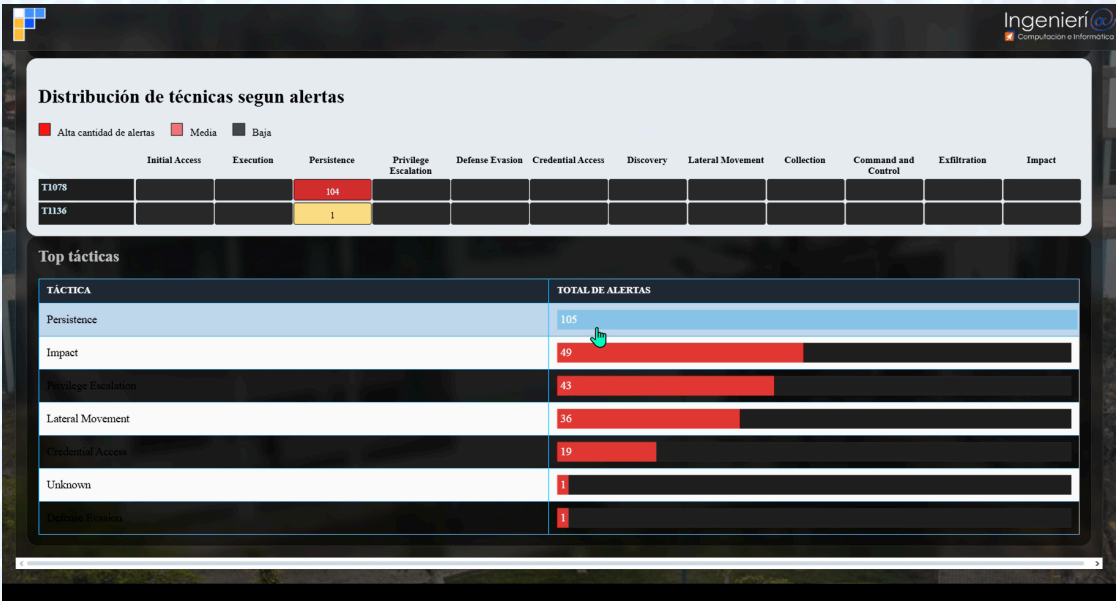 Ingenierí@
Computación e Informática
Distribución de técnicas segun alertas
Alta cantidad de alertas Media Baja
Initial Access Execution Persistence Privilege Escalation Defense Evasion Credential Access Discovery Lateral Movement Collection Command and Control Exfiltration Impact
T1078 104
T1136 1
Top tácticas
TÁCTICA TOTAL DE ALERTAS
Persistence 105
Impact 49
Privilege Escalation 43
Lateral Movement 36
Credential Access 19
Unknown 1
Defense Evasion 1